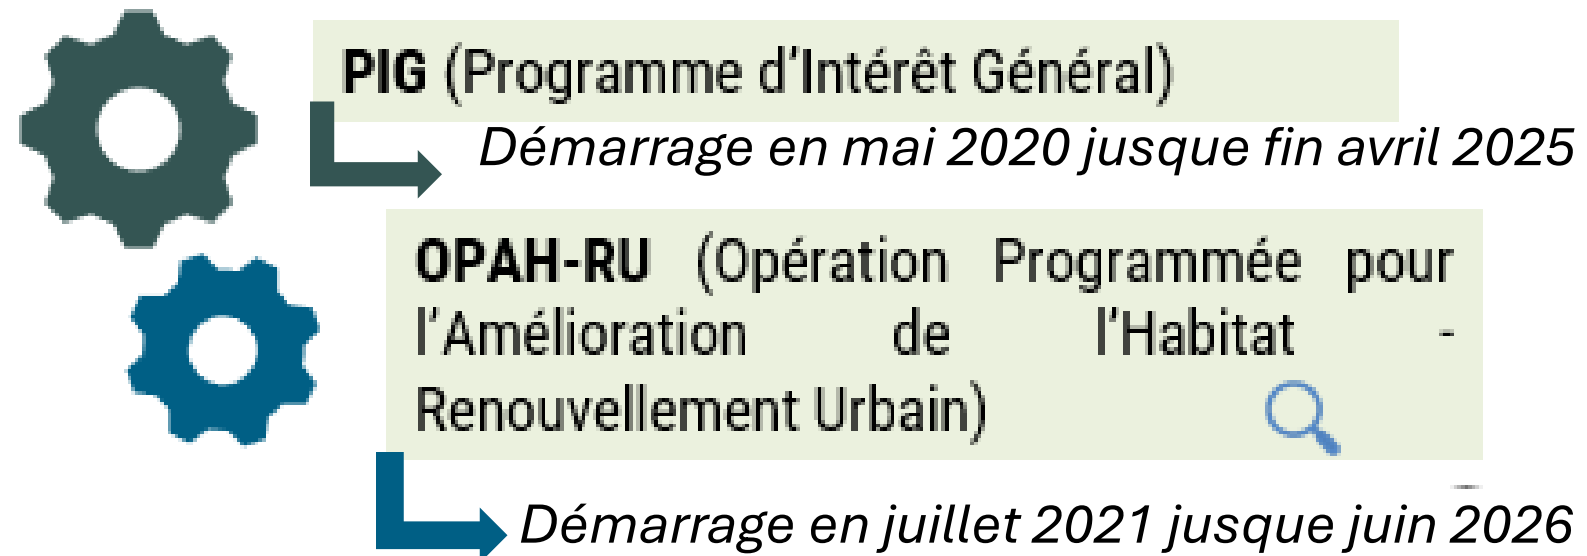 PIG (Programme d'Intérêt Général)
Démarrage en mai 2020 jusque fin avril 2025
OPAH-RU (Opération Programmée pour
l'Amélioration de l'Habitat -
Renouvellement Urbain)
Démarrage en juillet 2021 jusque juin 2026